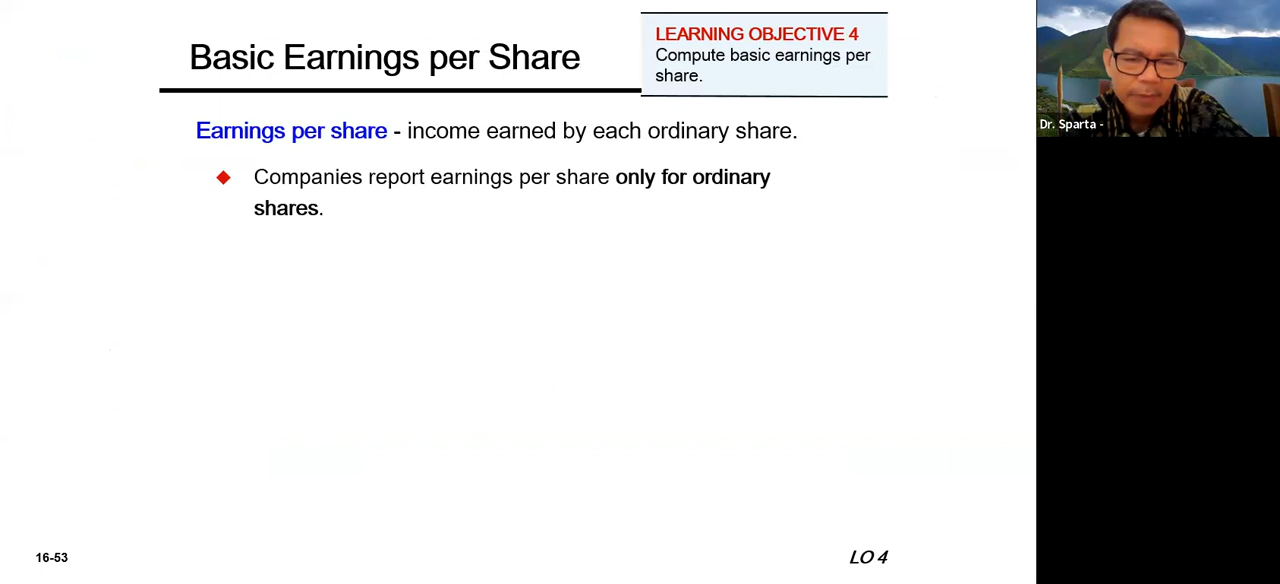 Basic Earnings per Share
LEARNING OBJECTIVE 4
Compute basic earnings per
share.
Earnings per share - income earned by each ordinary share.
Companies report earnings per share only for ordinary
shares.
16-53
LO 4
Dr. Sparta -